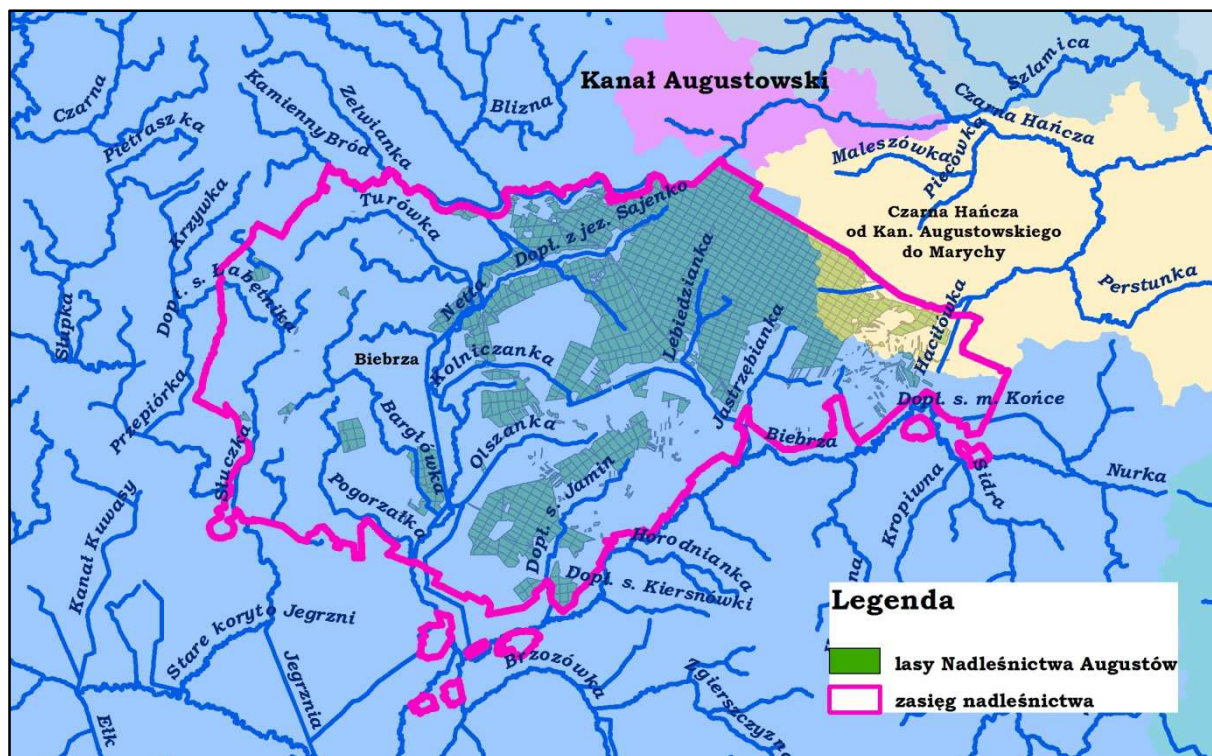 Kanał Augustowski
Szlamica
Czarna
Zelwianka
Blizna
Kamienny Bród
Pietraszka
Czarna Hańcza
Maleszówka
Piecówka
Krzywka
Turówka
Dopł. z jez. Sajenko
Czarna Hańcza
od Kan. Augustowskiego
do Marychy
Dopł. s. Łabętnika
Netta
Lebiedzianka
Perstunka
Słupka
Biebrza
Kolniczanka
Jastrzębianka
Haciłówka
Przepiórka
Bargłówka
Olszanka
Dopł. s. m. Końce
Biebrza
Słuczka
Jamin
Dopł. s.
Sidra
Nurka
Pogorzałka
Kropiwna
Kanał Kuwasy
Horodnianka
Dopł. s. Kiersnówki
Legenda
Stare koryto Jegrzni
lasy Nadleśnictwa Augustów
Jegrznia
Brzozówka
Zgierszczyzna
zasięg nadleśnictwa
Ełk